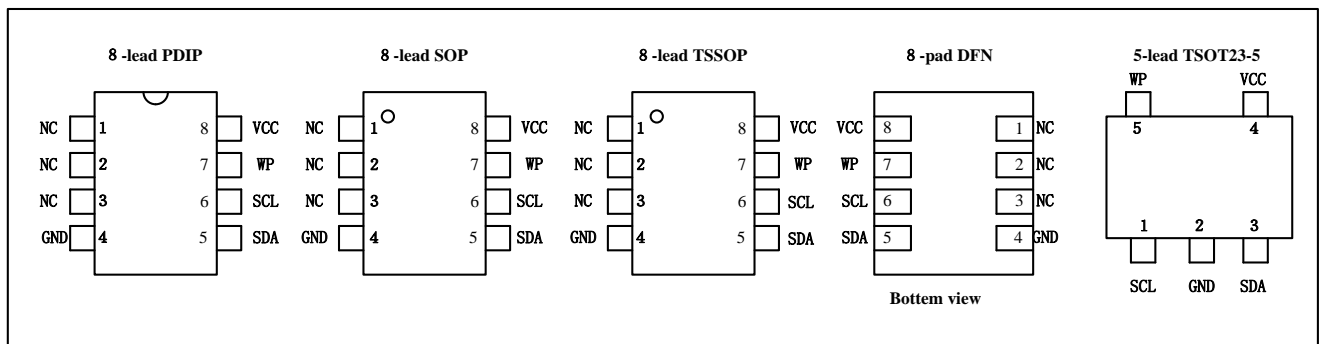 8-lead PDIP 8-lead SOP 8-lead TSSOP 8-pad DFN 5-lead TSOT23-5
WP VCC
NC 1 8 VCC NC 1 8 VCC NC 1 8 VCC VCC 8 1 NC 5 4
NC 2 7 WP NC 2 7 WP NC 2 7 WP WP 7 2 NC
NC 3 6 SCL NC 3 6 SCL NC 3 6 SCL SCL 6 3 NC
GND 4 5 SDA GND 4 5 SDA GND 4 5 SDA SDA 5 4 GND 1 2 3
SCL GND SDA
Bottem view